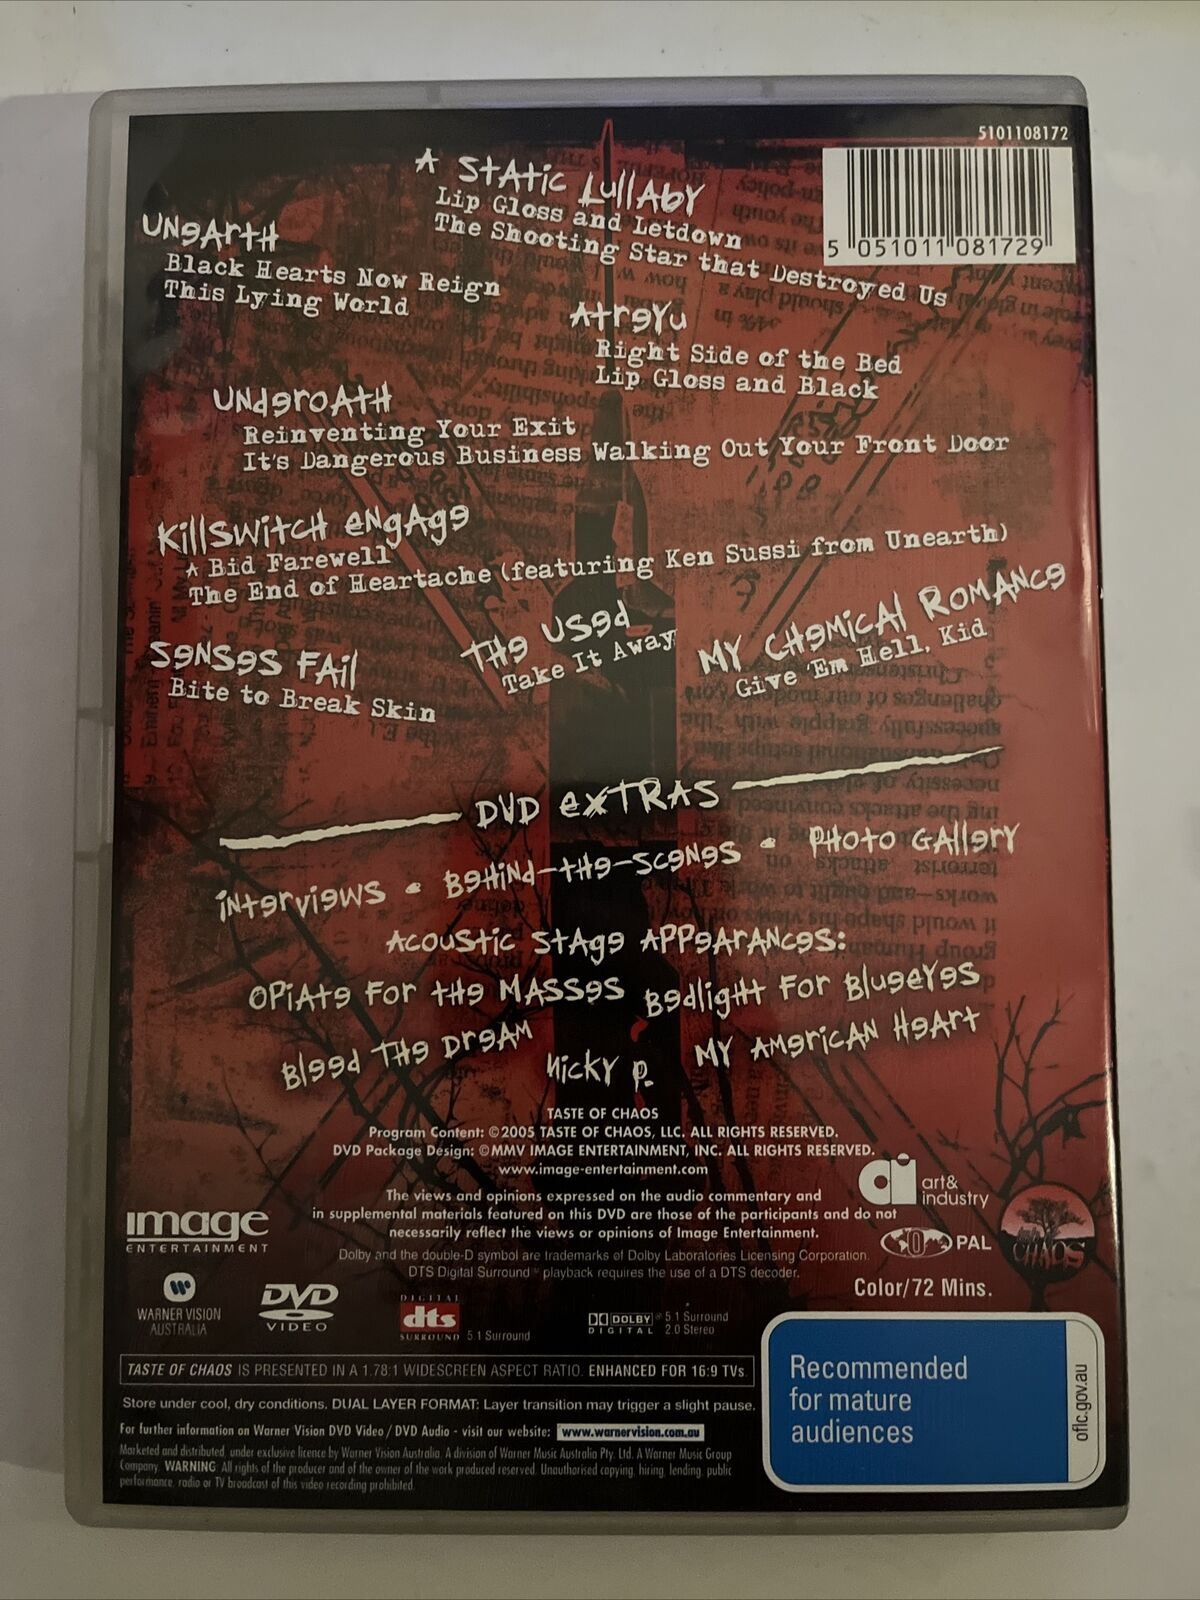 5101108172
5 051011 081729
A Static Lullaby
Lip Gloss and Letdown
The Shooting Star that Destroyed Us
Unearth
Black Hearts Now Reign
This Lying World
Atreyu
Right Side of the Bed
Lip Gloss and Black
Underoath
Reinventing Your Exit
It's Dangerous Business Walking Out Your Front Door
Killswitch Engage
A Bid Farewell
The End of Heartache (featuring Ken Sussi from Unearth)
Senses Fail
Bite to Break Skin
The Used
Take It Away
My Chemical Romance
Give 'Em Hell, Kid
DVD Extras
Interviews • Behind-the-Scenes • Photo Gallery
Acoustic Stage Appearances:
Opiate for the Masses Bedlight for Blueeyes
Bleed the Dream Nicky P. My American Heart
TASTE OF CHAOS
Program Content: ©2005 TASTE OF CHAOS, LLC. ALL RIGHTS RESERVED.
DVD Package Design: ©MMV IMAGE ENTERTAINMENT, INC. ALL RIGHTS RESERVED.
www.image-entertainment.com
The views and opinions expressed on the audio commentary and
in supplemental materials featured on this DVD are those of the participants and do not
necessarily reflect the views or opinions of Image Entertainment.
Dolby and the double-D symbol are trademarks of Dolby Laboratories Licensing Corporation.
DTS Digital Surround™ playback requires the use of a DTS decoder.
image
ENTERTAINMENT
ai art&
industry
0 PAL
CHAOS
Color/72 Mins.
WARNER VISION
AUSTRALIA
DVD
VIDEO
DIGITAL
dts
SURROUND 5.1 Surround
DOLBY
DIGITAL
5.1 Surround
2.0 Stereo
TASTE OF CHAOS IS PRESENTED IN A 1.78:1 WIDESCREEN ASPECT RATIO. ENHANCED FOR 16:9 TVs.
Store under cool, dry conditions. DUAL LAYER FORMAT: Layer transition may trigger a slight pause.
For further information on Warner Vision DVD Video / DVD Audio - visit our website: www.warnervision.com.au
Marketed and distributed, under exclusive licence by Warner Vision Australia. A division of Warner Music Australia Pty. Ltd. A Warner Music Group
Company. WARNING: All rights of the producer and of the owner of the work produced reserved. Unauthorised copying, hiring, lending, public
performance, radio or TV broadcast of this video recording prohibited.
Recommended
for mature
audiences
oflc.gov.au